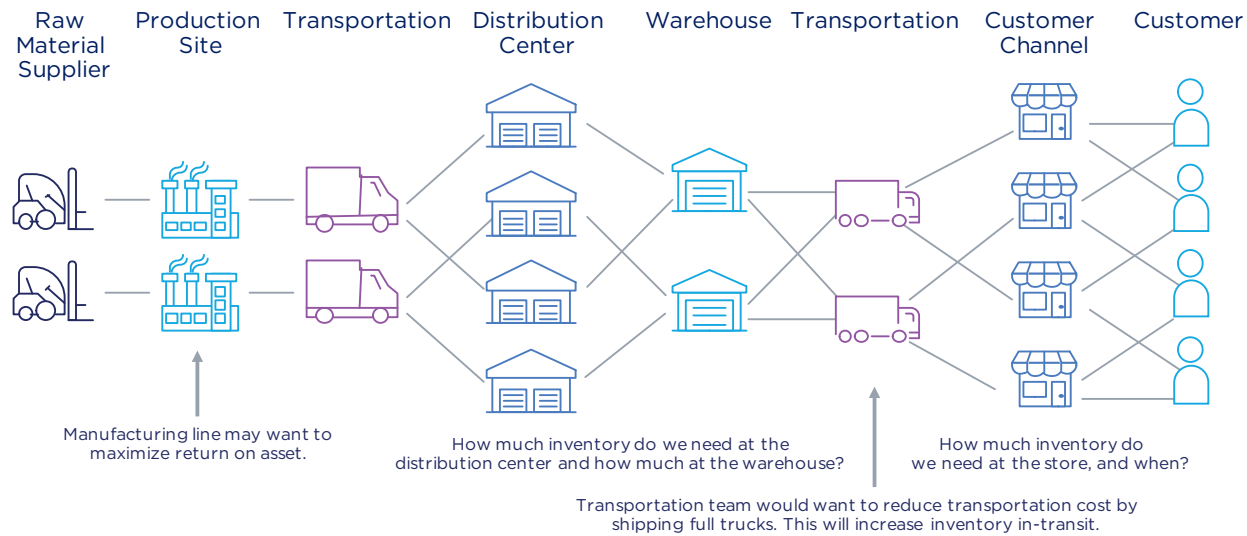 Raw
Material
Supplier
Production
Site
Transportation
Distribution
Center
Warehouse
Transportation
Customer
Channel
Customer
Manufacturing line may want to
maximize return on asset.
How much inventory do we need at the
distribution center and how much at the warehouse?
How much inventory do
we need at the store, and when?
Transportation team would want to reduce transportation cost by
shipping full trucks. This will increase inventory in-transit.